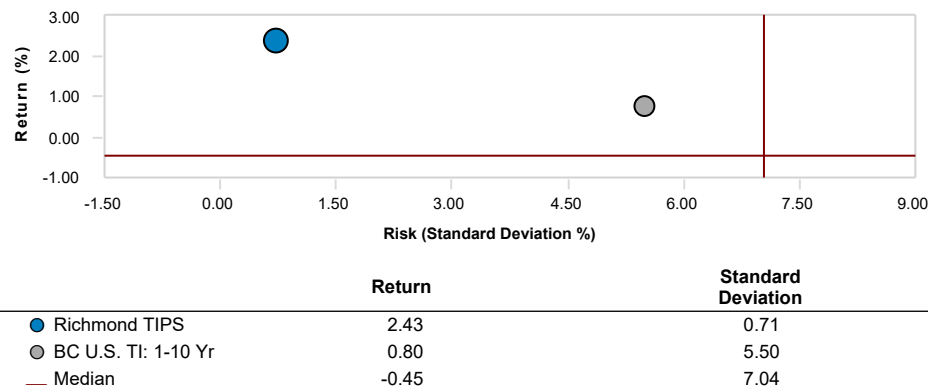 3.00
2.00
1.00
0.00
-1.00
Return (%)
-1.50 0.00 1.50 3.00 4.50 6.00 7.50 9.00
Risk (Standard Deviation %)
Return Standard Deviation
Richmond TIPS 2.43 0.71
BC U.S. TI: 1-10 Yr 0.80 5.50
Median -0.45 7.04